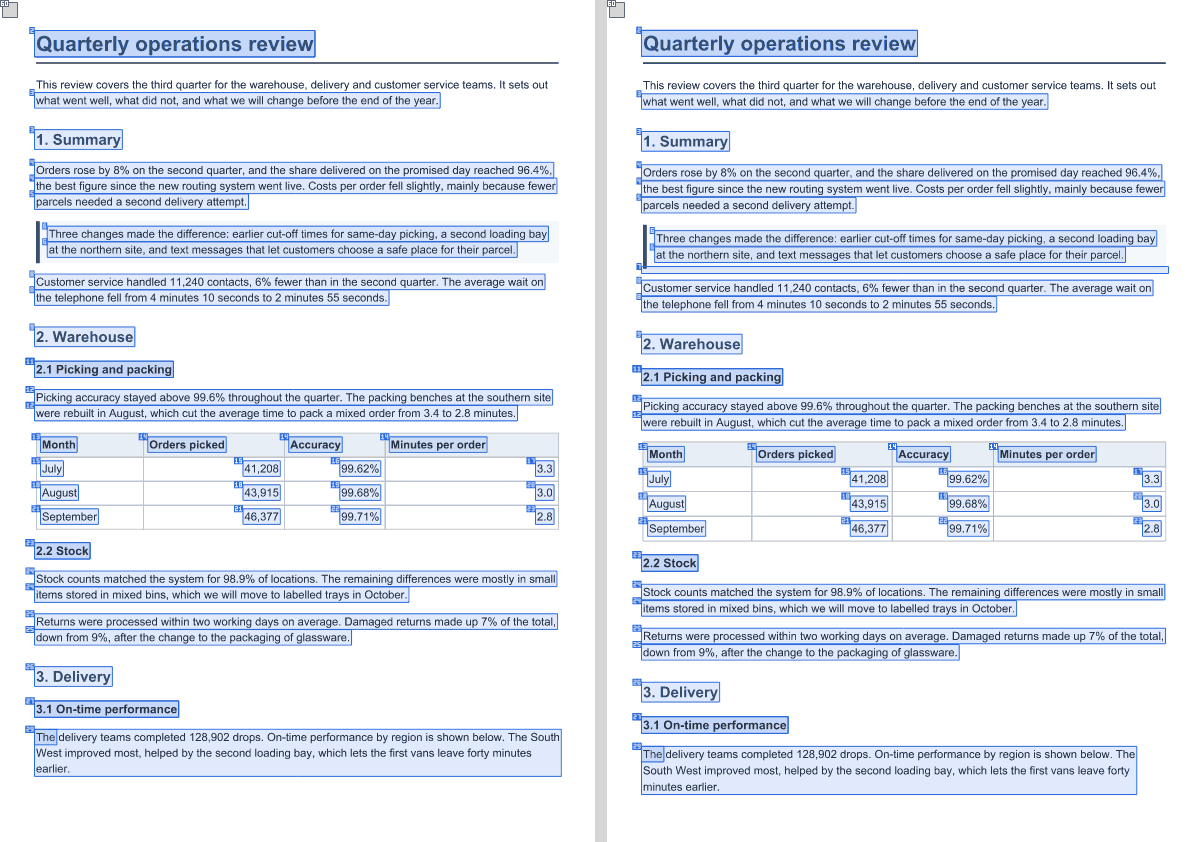 Quarterly operations review
This review covers the third quarter for the warehouse, delivery and customer service teams. It sets out
what went well, what did not, and what we will change before the end of the year.
1. Summary
Orders rose by 8% on the second quarter, and the share delivered on the promised day reached 96.4%,
the best figure since the new routing system went live. Costs per order fell slightly, mainly because fewer
parcels needed a second delivery attempt.
Three changes made the difference: earlier cut-off times for same-day picking, a second loading bay
at the northern site, and text messages that let customers choose a safe place for their parcel.
Customer service handled 11,240 contacts, 6% fewer than in the second quarter. The average wait on
the telephone fell from 4 minutes 10 seconds to 2 minutes 55 seconds.
2. Warehouse
2.1 Picking and packing
Picking accuracy stayed above 99.6% throughout the quarter. The packing benches at the southern site
were rebuilt in August, which cut the average time to pack a mixed order from 3.4 to 2.8 minutes.
Month Orders picked Accuracy Minutes per order
July 41,208 99.62% 3.3
August 43,915 99.68% 3.0
September 46,377 99.71% 2.8
2.2 Stock
Stock counts matched the system for 98.9% of locations. The remaining differences were mostly in small
items stored in mixed bins, which we will move to labelled trays in October.
Returns were processed within two working days on average. Damaged returns made up 7% of the total,
down from 9%, after the change to the packaging of glassware.
3. Delivery
3.1 On-time performance
The delivery teams completed 128,902 drops. On-time performance by region is shown below. The South
West improved most, helped by the second loading bay, which lets the first vans leave forty minutes
earlier.
Quarterly operations review
This review covers the third quarter for the warehouse, delivery and customer service teams. It sets out
what went well, what did not, and what we will change before the end of the year.
1. Summary
Orders rose by 8% on the second quarter, and the share delivered on the promised day reached 96.4%,
the best figure since the new routing system went live. Costs per order fell slightly, mainly because fewer
parcels needed a second delivery attempt.
Three changes made the difference: earlier cut-off times for same-day picking, a second loading bay
at the northern site, and text messages that let customers choose a safe place for their parcel.
Customer service handled 11,240 contacts, 6% fewer than in the second quarter. The average wait on
the telephone fell from 4 minutes 10 seconds to 2 minutes 55 seconds.
2. Warehouse
2.1 Picking and packing
Picking accuracy stayed above 99.6% throughout the quarter. The packing benches at the southern site
were rebuilt in August, which cut the average time to pack a mixed order from 3.4 to 2.8 minutes.
Month Orders picked Accuracy Minutes per order
July 41,208 99.62% 3.3
August 43,915 99.68% 3.0
September 46,377 99.71% 2.8
2.2 Stock
Stock counts matched the system for 98.9% of locations. The remaining differences were mostly in small
items stored in mixed bins, which we will move to labelled trays in October.
Returns were processed within two working days on average. Damaged returns made up 7% of the total,
down from 9%, after the change to the packaging of glassware.
3. Delivery
3.1 On-time performance
The delivery teams completed 128,902 drops. On-time performance by region is shown below. The
South West improved most, helped by the second loading bay, which lets the first vans leave forty
minutes earlier.